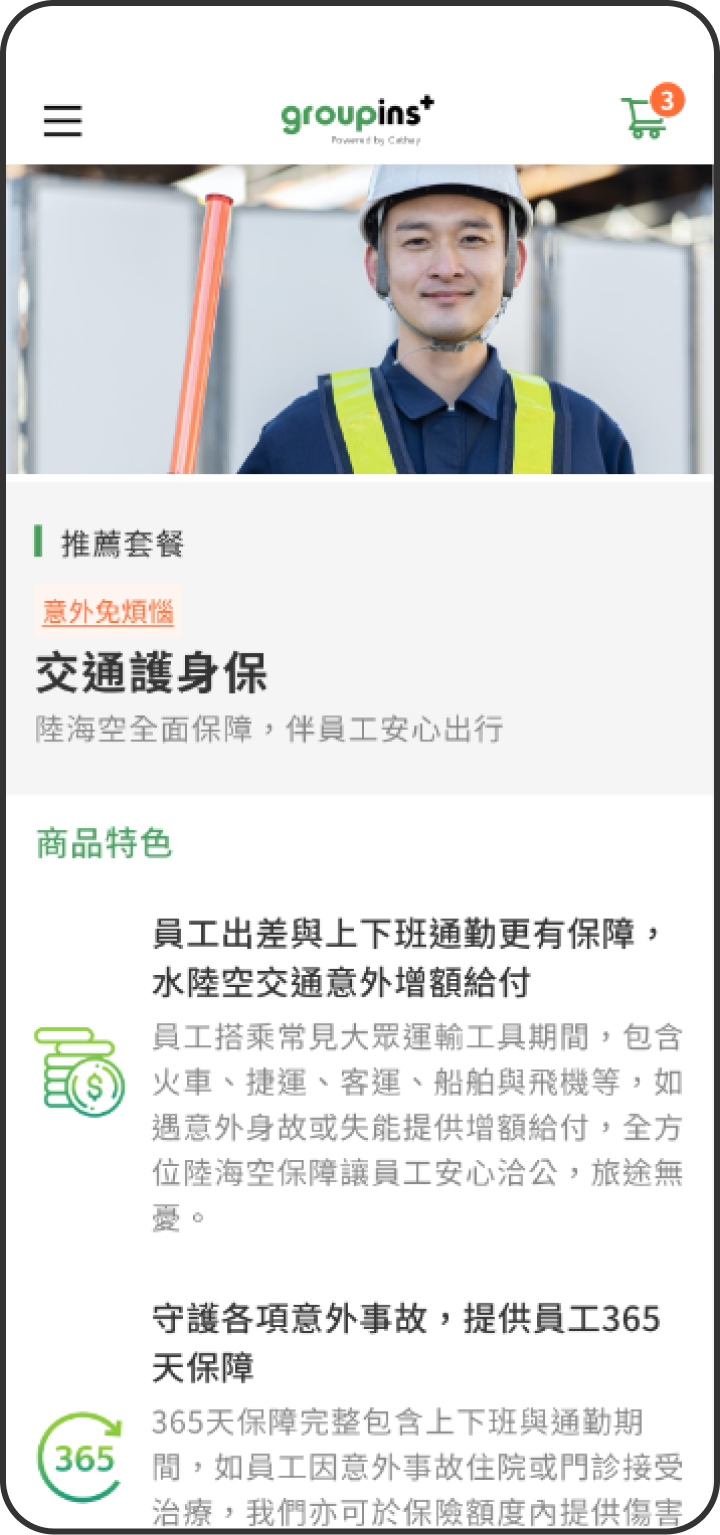 groupins+
Powered by Cathay
3
推薦套餐
意外免煩惱
交通護身保
陸海空全面保障，伴員工安心出行
商品特色
員工出差與上下班通勤更有保障，
水陸空交通意外增額給付
員工搭乘常見大眾運輸工具期間，包含
火車、捷運、客運、船舶與飛機等，如
遇意外身故或失能提供增額給付，全方
位陸海空保障讓員工安心洽公，旅途無
憂。
$
守護各項意外事故，提供員工365
天保障
365天保障完整包含上下班與通勤期
間，如員工因意外事故住院或門診接受
治療，我們亦可於保險額度內提供傷害
365